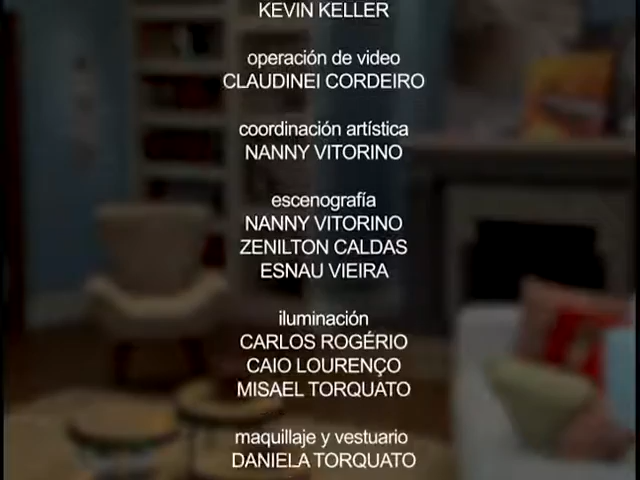 KEVIN KELLER
operación de video
CLAUDINEI CORDEIRO
coordinación artística
NANNY VITORINO
escenografía
NANNY VITORINO
ZENILTON CALDAS
ESNAU VIEIRA
iluminación
CARLOS ROGÉRIO
CAIO LOURENÇO
MISAEL TORQUATO
maquillaje y vestuario
DANIELA TORQUATO